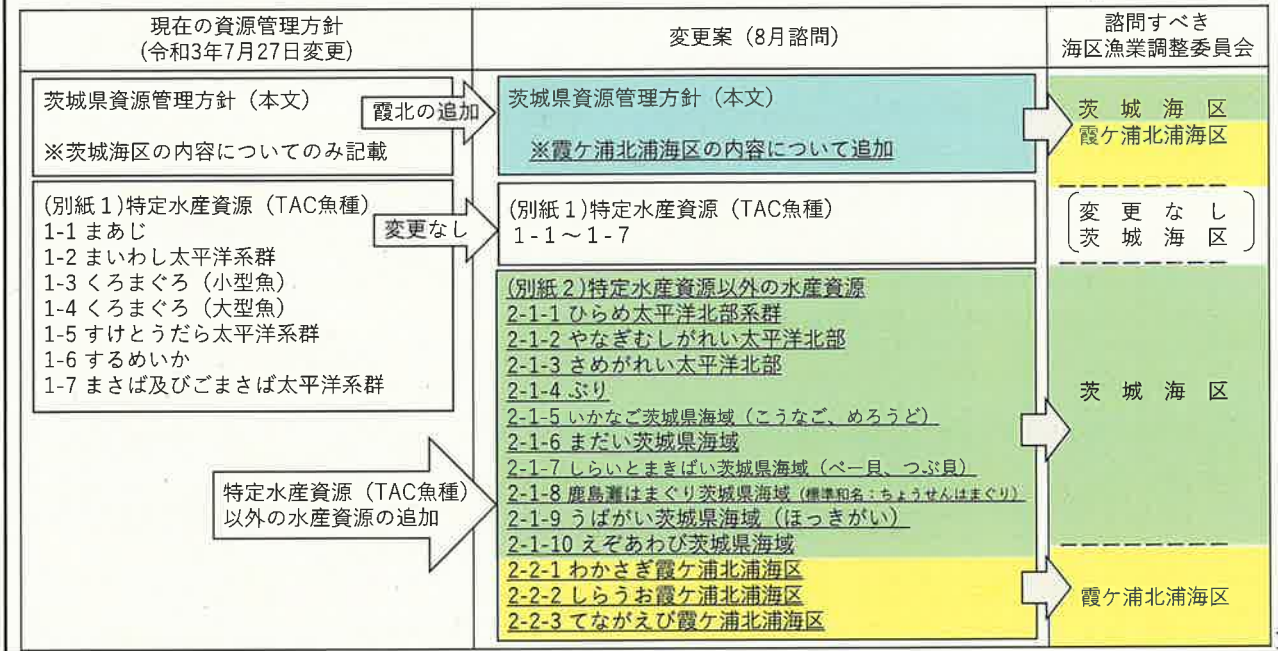 現在の資源管理方針
(令和3年7月27日変更)
変更案（8月諮問）
諮問すべき
海区漁業調整委員会
茨城県資源管理方針（本文）
※茨城海区の内容についてのみ記載
霞北の追加
茨城県資源管理方針（本文）
※霞ケ浦北浦海区の内容について追加
茨城海区
霞ケ浦北浦海区
(別紙１)特定水産資源（TAC魚種）
1-1 まあじ
1-2 まいわし太平洋系群
1-3 くろまぐろ（小型魚）
1-4 くろまぐろ（大型魚）
1-5 すけとうだら太平洋系群
1-6 するめいか
1-7 まさば及びごまさば太平洋系群
変更なし
(別紙１)特定水産資源（TAC魚種）
1-1～1-7
変更なし
茨城海区
特定水産資源（TAC魚種）
以外の水産資源の追加
(別紙２)特定水産資源以外の水産資源
2-1-1 ひらめ太平洋北部系群
2-1-2 やなぎむしがれい太平洋北部
2-1-3 さめがれい太平洋北部
2-1-4 ぶり
2-1-5 いかなご茨城県海域（こうなご、めろうど）
2-1-6 まだい茨城県海域
2-1-7 しらいとまきばい茨城県海域（べー貝、つぶ貝）
2-1-8 鹿島灘はまぐり茨城県海域（標準和名：ちょうせんはまぐり）
2-1-9 うばがい茨城県海域（ほっきがい）
2-1-10 えぞあわび茨城県海域
2-2-1 わかさぎ霞ケ浦北浦海区
2-2-2 しらうお霞ケ浦北浦海区
2-2-3 てながえび霞ケ浦北浦海区
茨城海区
霞ケ浦北浦海区